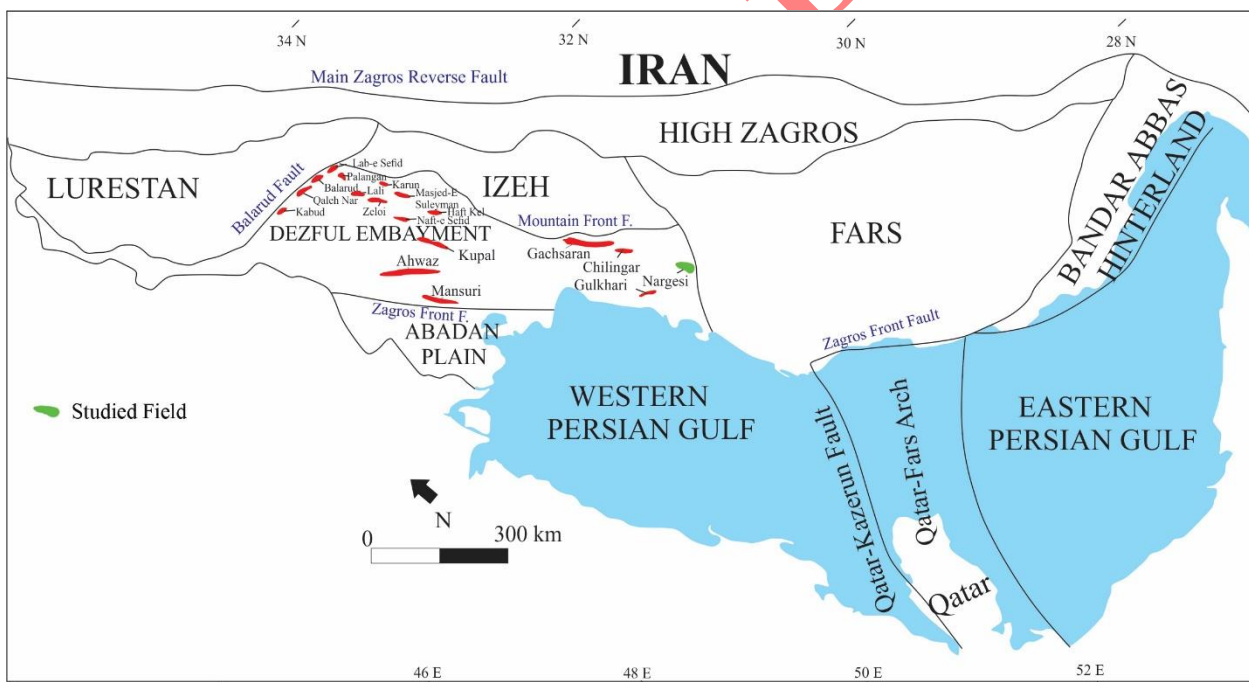 34 N
32 N
30 N
28 N
IRAN
Main Zagros Reverse Fault
HIGH ZAGROS
BANDAR ABBAS
HINTERLAND
LURESTAN
Balarud Fault
Lab-e Sefid
Palangan
Balarud
Lali
Karun
Qaleh Nar
Masjed-E
Suleyman
Kabud
Zeloi
Haft Kel
Naft-e Sefid
IZEH
Mountain Front F.
DEZFUL EMBAYMENT
Kupal
Gachsaran
Ahwaz
Chilingar
Nargesi
Gulkhari
Mansuri
FARS
Zagros Front F.
Zagros Front Fault
ABADAN
PLAIN
WESTERN
PERSIAN GULF
EASTERN
PERSIAN GULF
Studied Field
Qatar-Kazerun Fault
Qatar-Fars Arch
Qatar
N
0
300 km
46 E
48 E
50 E
52 E